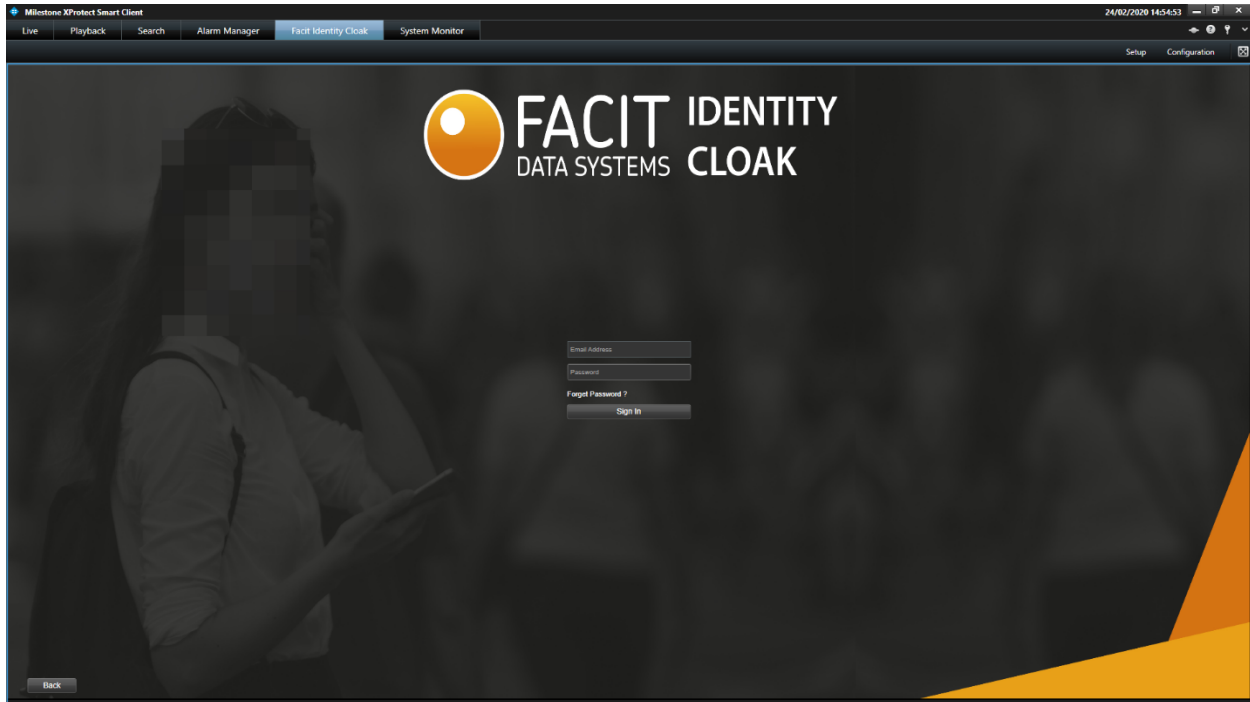 Milestone XProtect Smart Client 24/02/2020 14:54:53
Live Playback Search Alarm Manager Facit Identity Cloak System Monitor
Setup Configuration
FACIT IDENTITY
DATA SYSTEMS CLOAK
Email Address
Password
Forget Password ?
Sign In
Back